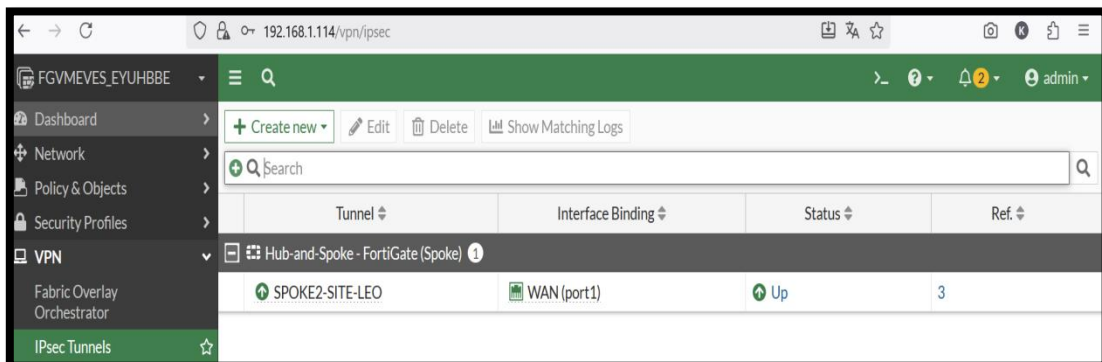 192.168.1.114/vpn/ipsec
K
FGVMEVES_EYUHBBE
>_ ? 2 admin
Dashboard
Create new Edit Delete Show Matching Logs
Network
Search
Policy & Objects
Security Profiles
Tunnel Interface Binding Status Ref.
VPN
Hub-and-Spoke - FortiGate (Spoke) 1
Fabric Overlay
Orchestrator
SPOKE2-SITE-LEO WAN (port1) Up 3
IPsec Tunnels